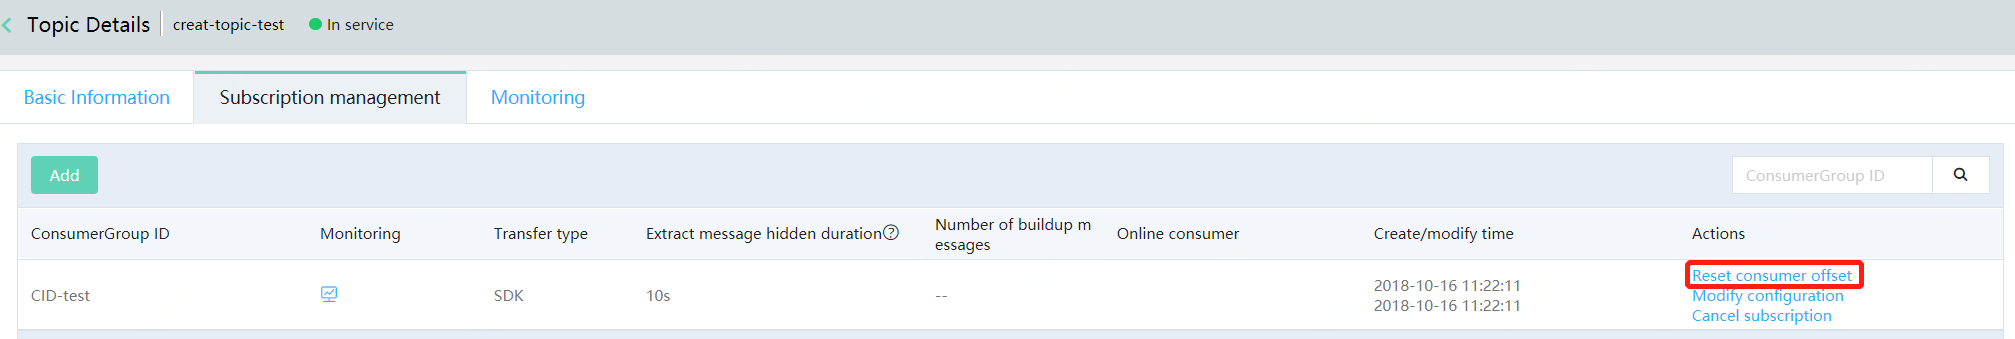 Topic Details creat-topic-test In service
Basic Information Subscription management Monitoring
Add ConsumerGroup ID
ConsumerGroup ID Monitoring Transfer type Extract message hidden duration? Number of buildup m Online consumer Create/modify time Actions
essages
Reset consumer offset
CID-test SDK 10s -- 2018-10-16 11:22:11 Modify configuration
2018-10-16 11:22:11 Cancel subscription